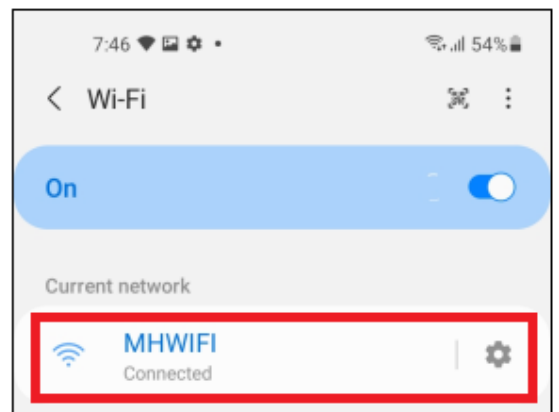 7:46 54%
Wi-Fi
On
Current network
MHWIFI
Connected